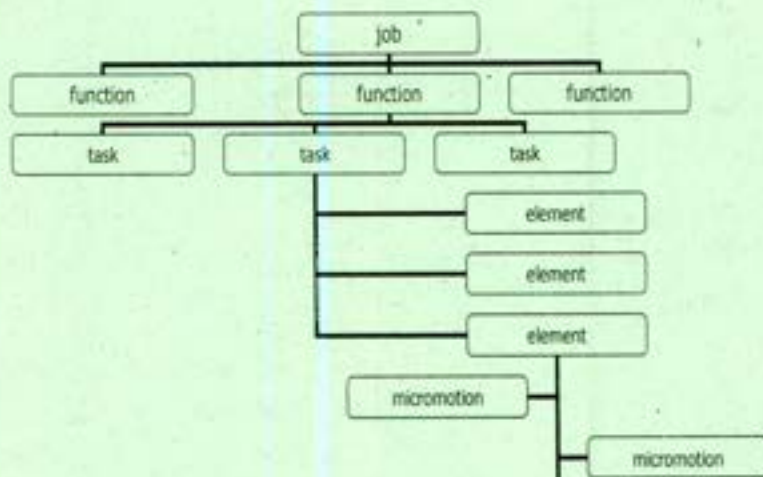 job
function function function
task task task
element
element
element
micromotion
micromotion